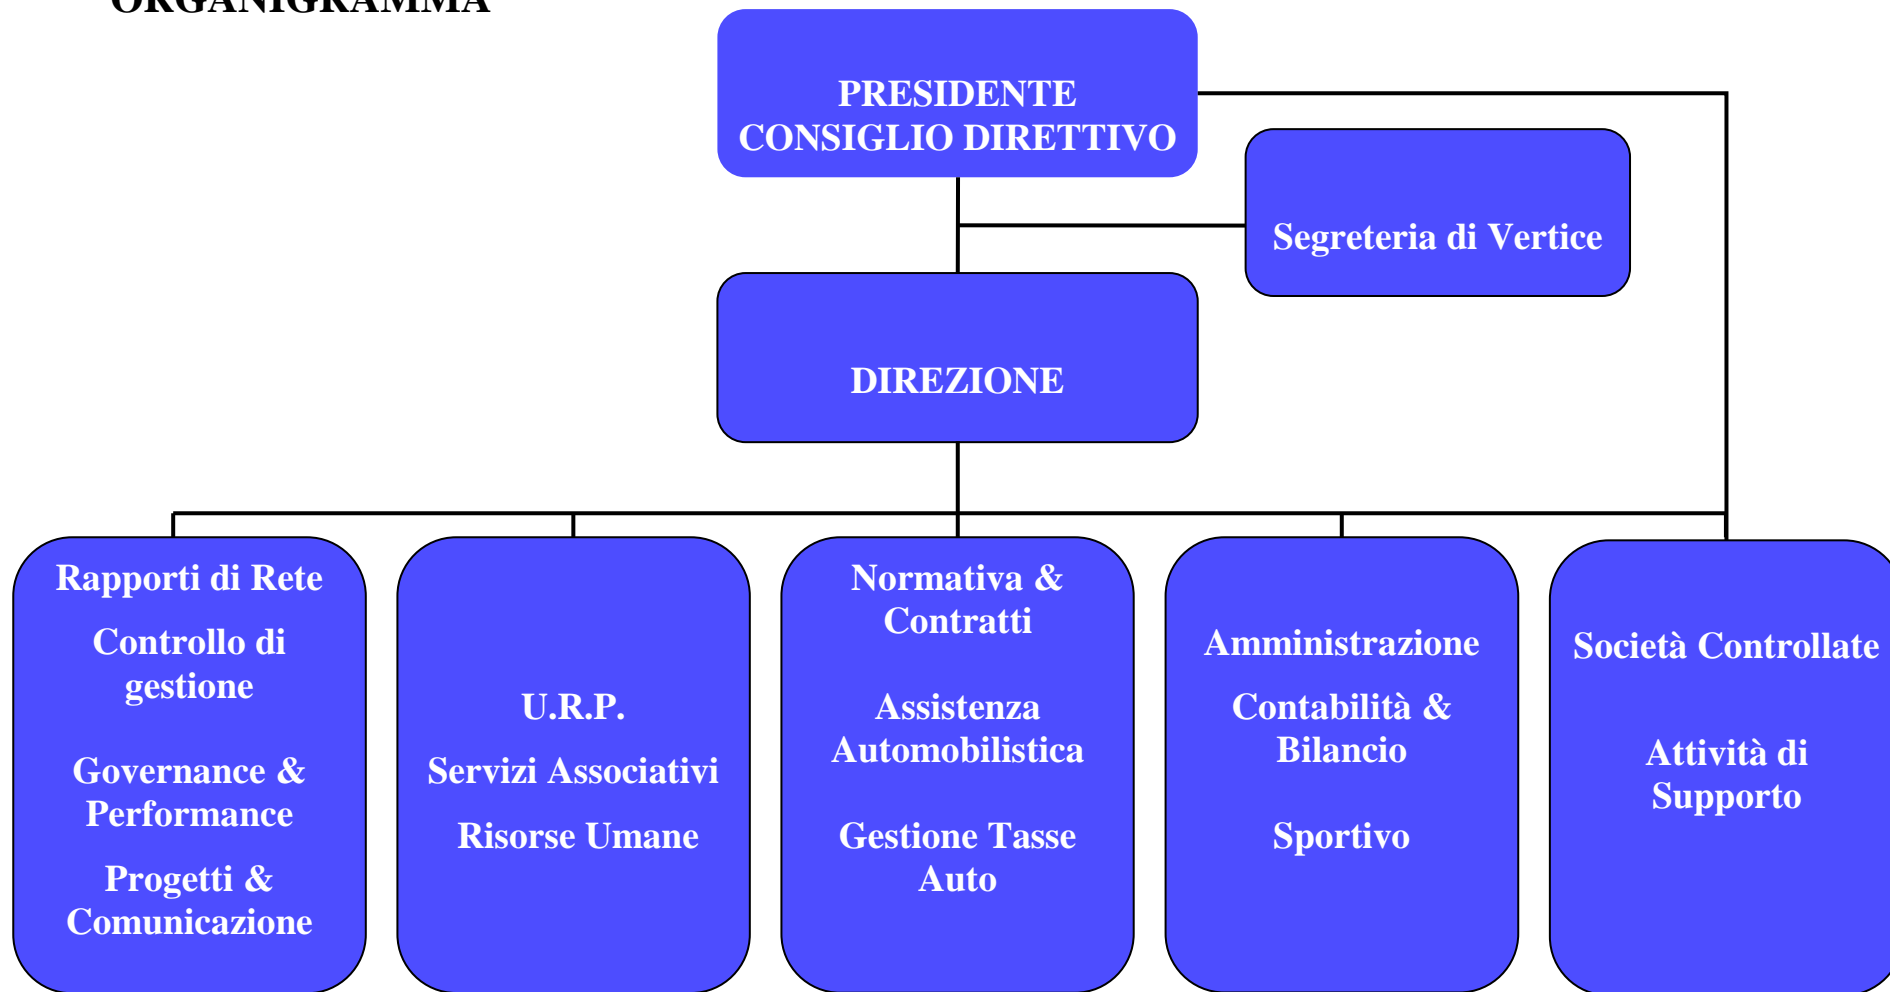 ORGANIGRAMMA
PRESIDENTE
CONSIGLIO DIRETTIVO
Segreteria di Vertice
DIREZIONE
Rapporti di Rete
Controllo di
gestione
Governance &
Performance
Progetti &
Comunicazione
U.R.P.
Servizi Associativi
Risorse Umane
Normativa &
Contratti
Assistenza
Automobilistica
Gestione Tasse
Auto
Amministrazione
Contabilità &
Bilancio
Sportivo
Società Controllate
Attività di
Supporto